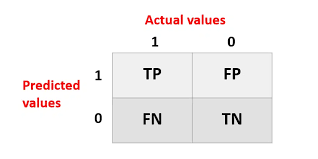 Actual values
1 0
Predicted
values
1 TP FP
0 FN TN